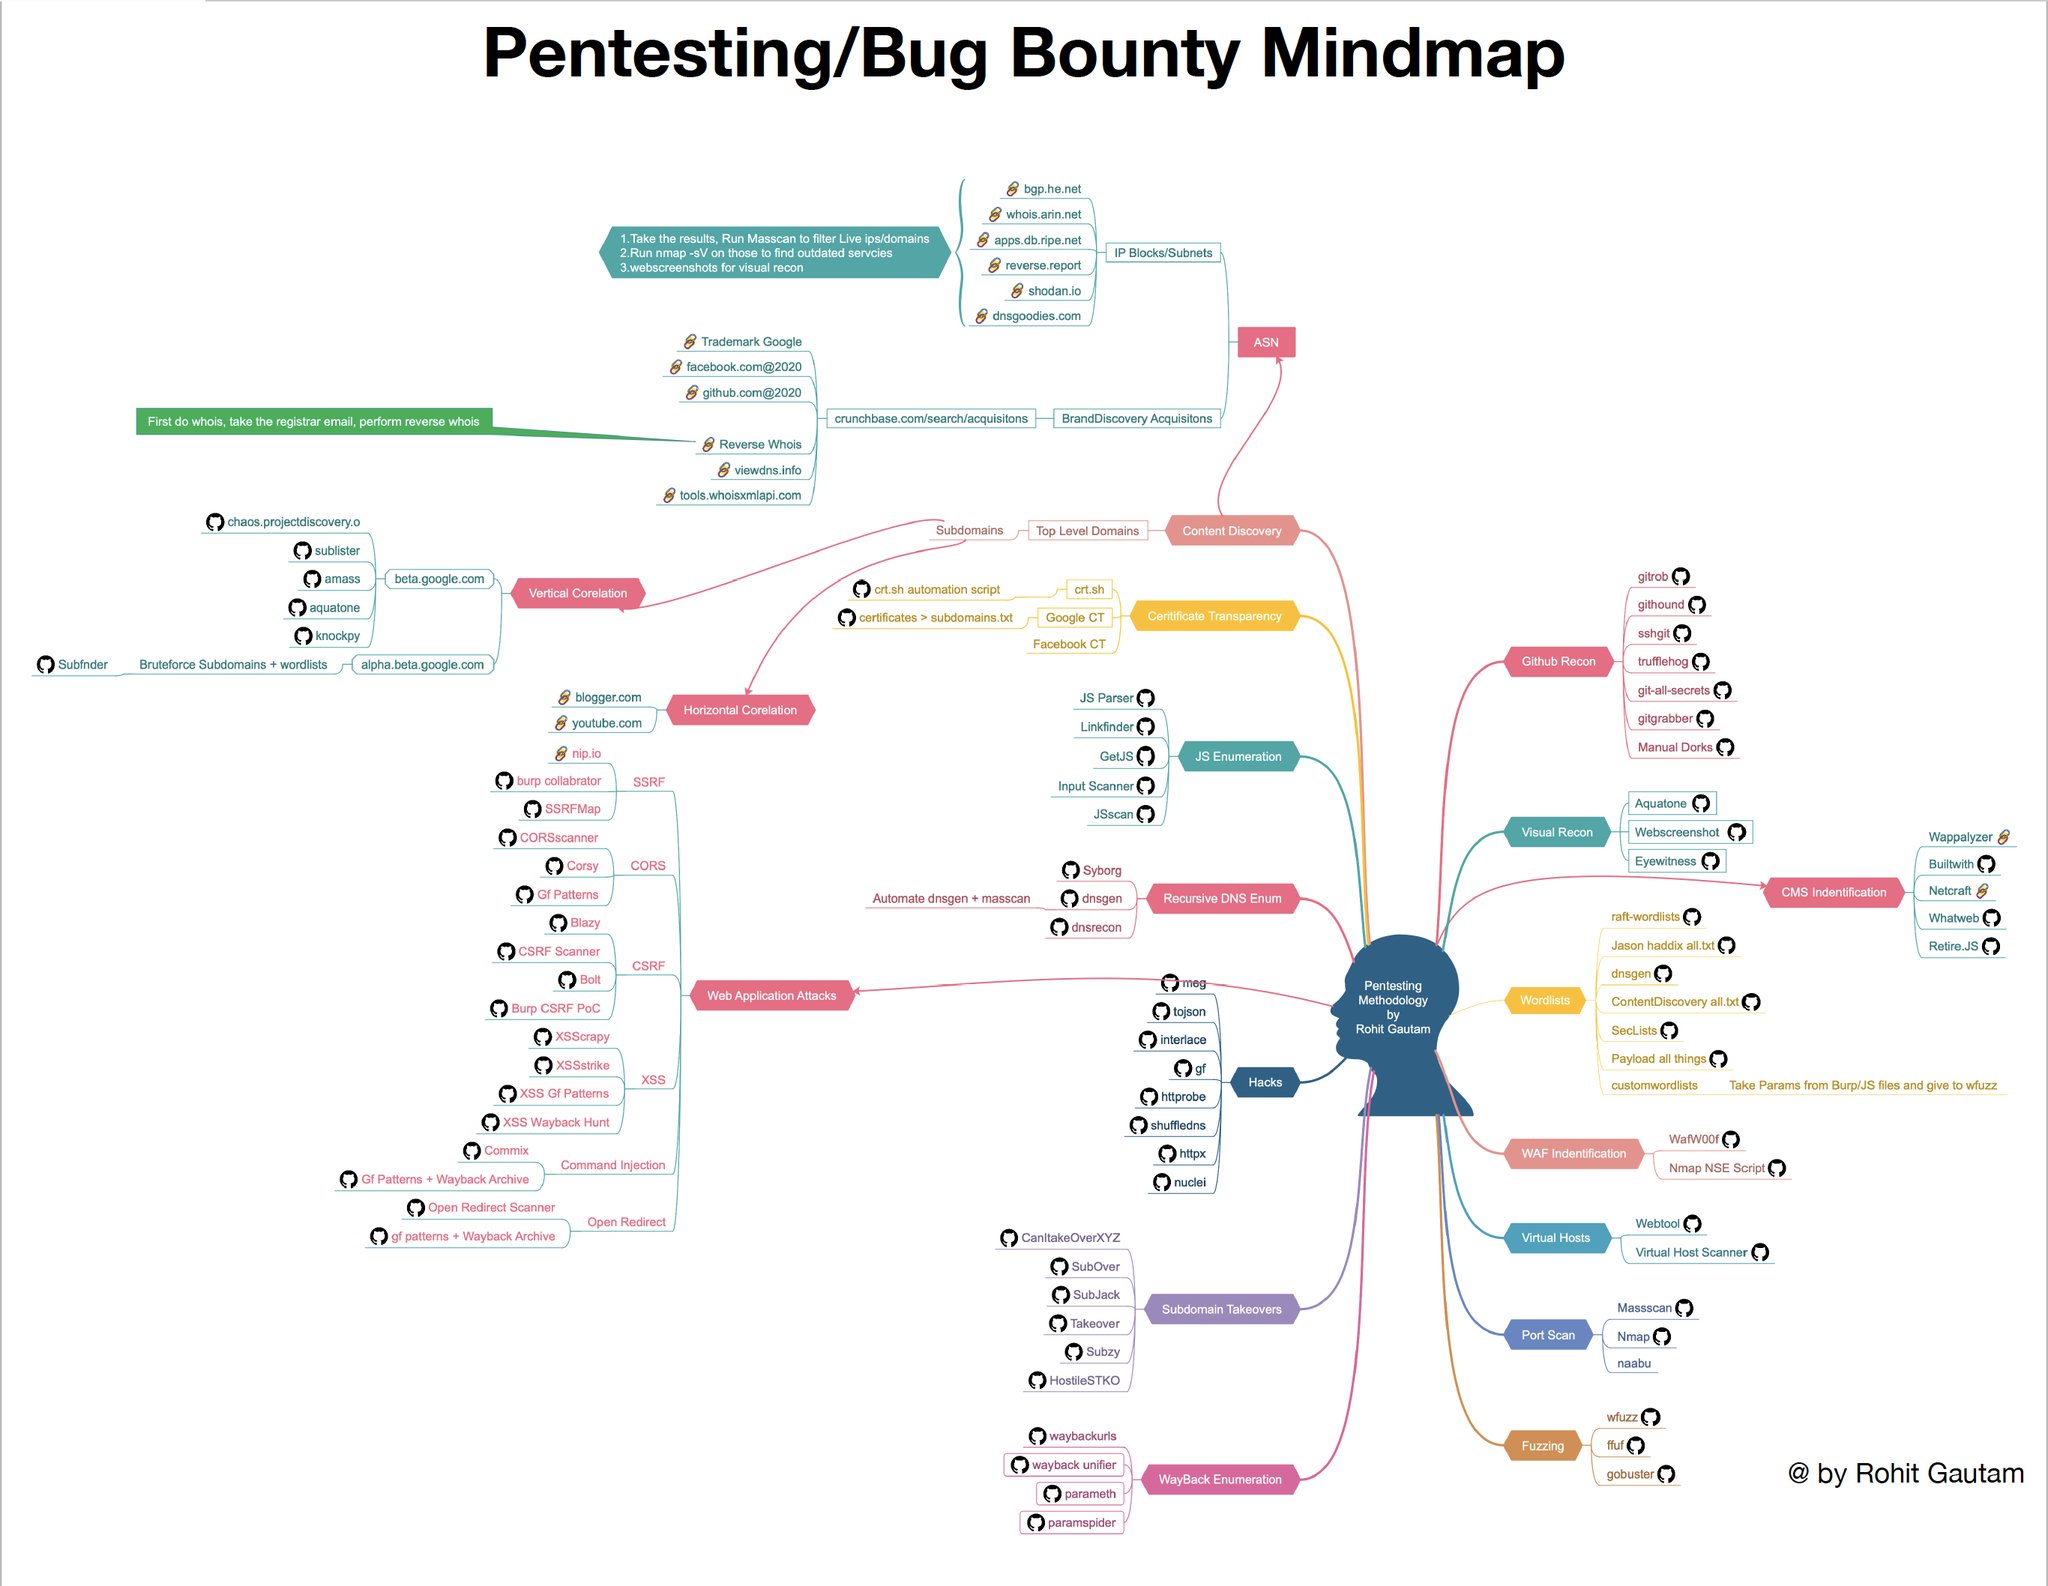 Pentesting/Bug Bounty Mindmap
bgp.he.net
whois.arin.net
apps.db.ripe.net
reverse.report
shodan.io
dnsgoodies.com
1.Take the results, Run Masscan to filter Live ips/domains
2.Run nmap -sV on those to find outdated servcies
3.webscreenshots for visual recon
IP Blocks/Subnets
ASN
Trademark Google
facebook.com@2020
github.com@2020
Reverse Whois
viewdns.info
tools.whoisxmlapi.com
First do whois, take the registrar email, perform reverse whois
crunchbase.com/search/acquisitons
BrandDiscovery Acquisitons
Subdomains
Top Level Domains
Content Discovery
chaos.projectdiscovery.o
sublister
amass
aquatone
knockpy
beta.google.com
Vertical Corelation
Subfnder
Bruteforce Subdomains + wordlists
alpha.beta.google.com
blogger.com
youtube.com
Horizontal Corelation
crt.sh automation script
crt.sh
certificates > subdomains.txt
Google CT
Facebook CT
Ceritificate Transparency
JS Parser
Linkfinder
GetJS
Input Scanner
JSscan
JS Enumeration
Syborg
Automate dnsgen + masscan
dnsgen
dnsrecon
Recursive DNS Enum
nip.io
burp collabrator
SSRFMap
SSRF
CORSscanner
Corsy
Gf Patterns
CORS
Blazy
CSRF Scanner
Bolt
Burp CSRF PoC
CSRF
XSScrapy
XSSstrike
XSS Gf Patterns
XSS Wayback Hunt
XSS
Commix
Gf Patterns + Wayback Archive
Command Injection
Open Redirect Scanner
gf patterns + Wayback Archive
Open Redirect
Web Application Attacks
meg
tojson
interlace
gf
httprobe
shuffledns
httpx
nuclei
Hacks
CanItakeOverXYZ
SubOver
SubJack
Takeover
Subzy
HostileSTKO
Subdomain Takeovers
waybackurls
wayback unifier
parameth
paramspider
WayBack Enumeration
Pentesting
Methodology
by
Rohit Gautam
Github Recon
gitrob
githound
sshgit
trufflehog
git-all-secrets
gitgrabber
Manual Dorks
Visual Recon
Aquatone
Webscreenshot
Eyewitness
CMS Indentification
Wappalyzer
Builtwith
Netcraft
Whatweb
Retire.JS
Wordlists
raft-wordlists
Jason haddix all.txt
dnsgen
ContentDiscovery all.txt
SecLists
Payload all things
customwordlists
Take Params from Burp/JS files and give to wfuzz
WAF Indentification
WafW00f
Nmap NSE Script
Virtual Hosts
Webtool
Virtual Host Scanner
Port Scan
Massscan
Nmap
naabu
Fuzzing
wfuzz
ffuf
gobuster
@ by Rohit Gautam